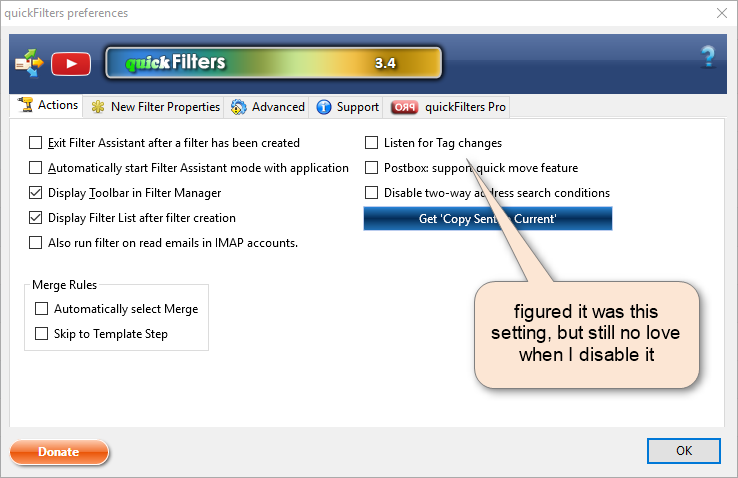 quickFilters preferences
quickFilters 3.4
?
Actions New Filter Properties Advanced Support PRO quickFilters Pro
Exit Filter Assistant after a filter has been created
Automatically start Filter Assistant mode with application
Display Toolbar in Filter Manager
Display Filter List after filter creation
Also run filter on read emails in IMAP accounts.
Listen for Tag changes
Postbox: support quick move feature
Disable two-way address search conditions
Get 'Copy Sent Current'
Merge Rules
Automatically select Merge
Skip to Template Step
figured it was this
setting, but still no love
when I disable it
Donate
OK